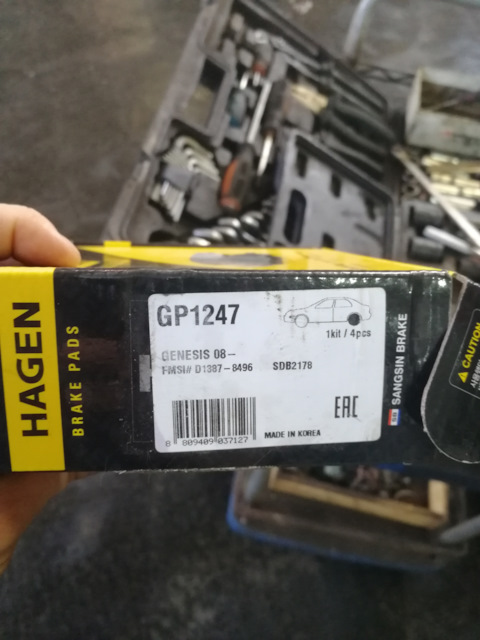 HAGEN
BRAKE PADS
GP1247
1kit / 4pcs
GENESIS 08-
FMSI# D1387-8496 SDB2178
EAC
8 809409 037127
MADE IN KOREA
SB SANGSIN BRAKE
CAUTION